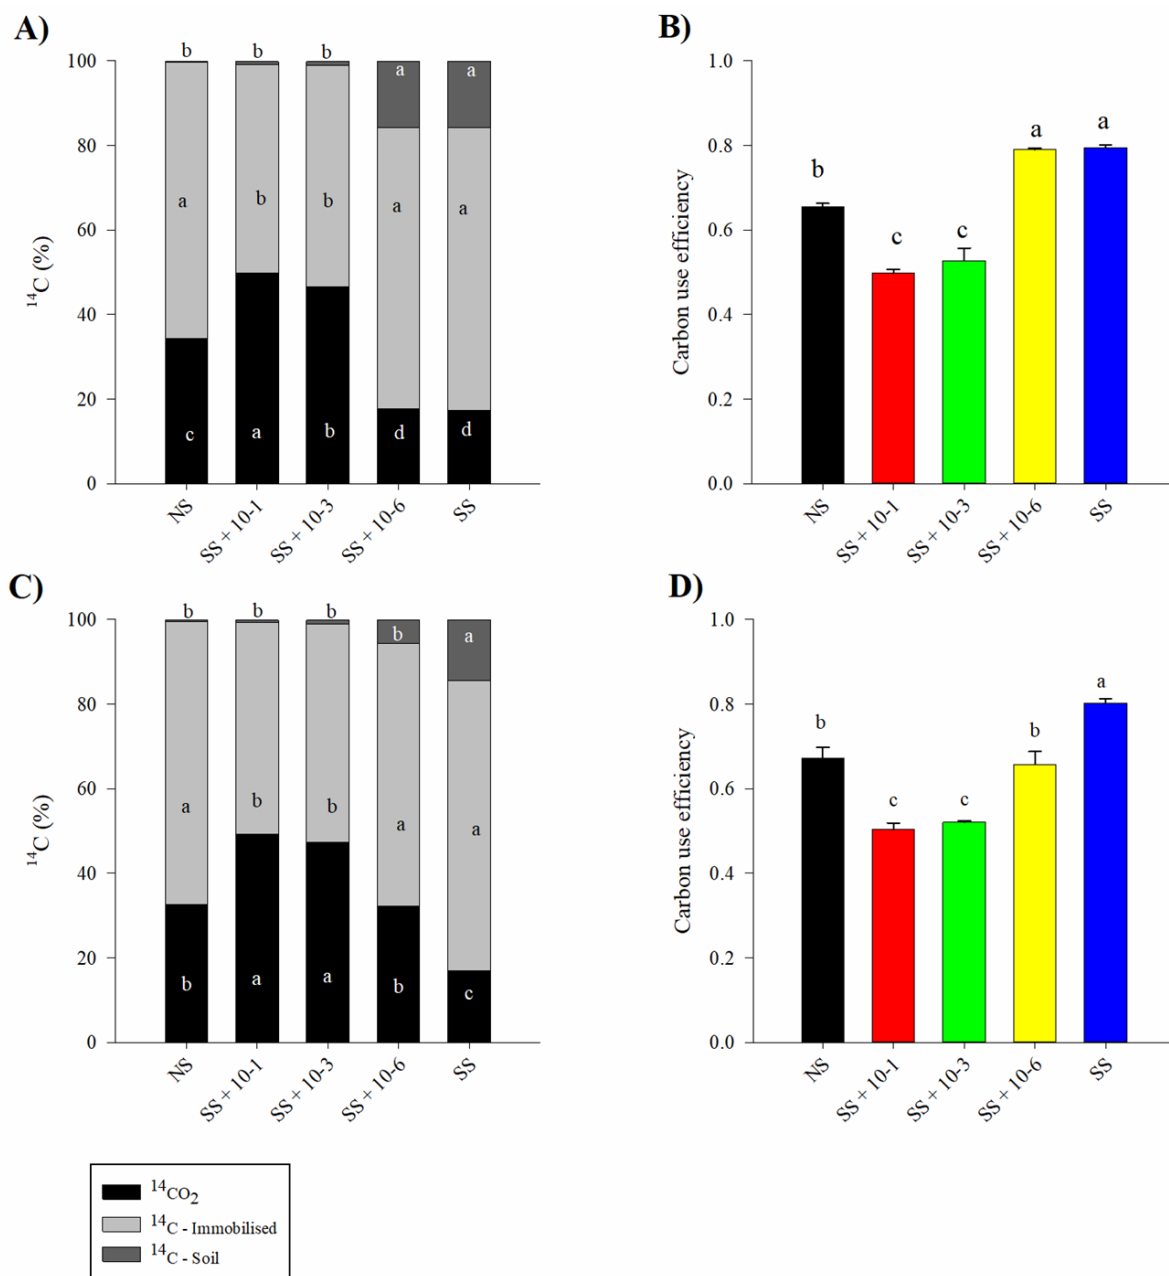 A)
100
80
60
40
20
0
¹⁴C (%)
b b b a a
a b b a a
c a b d d
NS SS + 10-1 SS + 10-3 SS + 10-6 SS
B)
1.0
0.8
0.6
0.4
0.2
0.0
Carbon use efficiency
b c c a a
NS SS + 10-1 SS + 10-3 SS + 10-6 SS
C)
100
80
60
40
20
0
¹⁴C (%)
b b b b a
a b b a a
b a a b c
NS SS + 10-1 SS + 10-3 SS + 10-6 SS
D)
1.0
0.8
0.6
0.4
0.2
0.0
Carbon use efficiency
b c c b a
NS SS + 10-1 SS + 10-3 SS + 10-6 SS
¹⁴CO₂
¹⁴C - Immobilised
¹⁴C - Soil